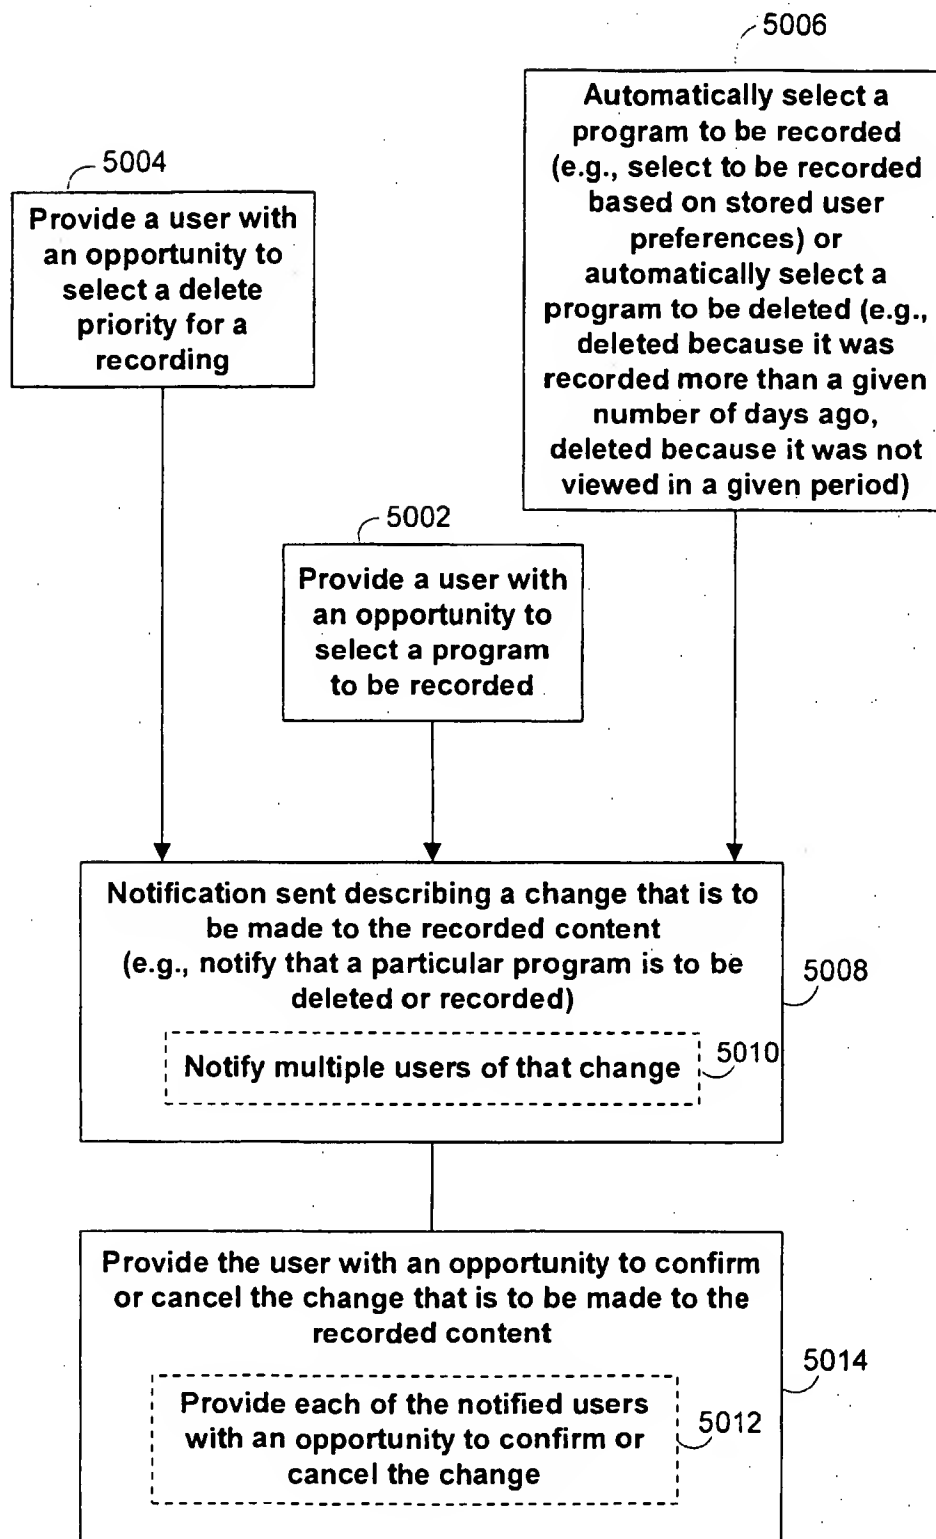 5006
Automatically select a
program to be recorded
(e.g., select to be recorded
based on stored user
preferences) or
automatically select a
program to be deleted (e.g.,
deleted because it was
recorded more than a given
number of days ago,
deleted because it was not
viewed in a given period)
5004
Provide a user with
an opportunity to
select a delete
priority for a
recording
5002
Provide a user with
an opportunity to
select a program
to be recorded
Notification sent describing a change that is to
be made to the recorded content
(e.g., notify that a particular program is to be
deleted or recorded)
5008
Notify multiple users of that change
5010
Provide the user with an opportunity to confirm
or cancel the change that is to be made to the
recorded content
5014
Provide each of the notified users
with an opportunity to confirm or
cancel the change
5012